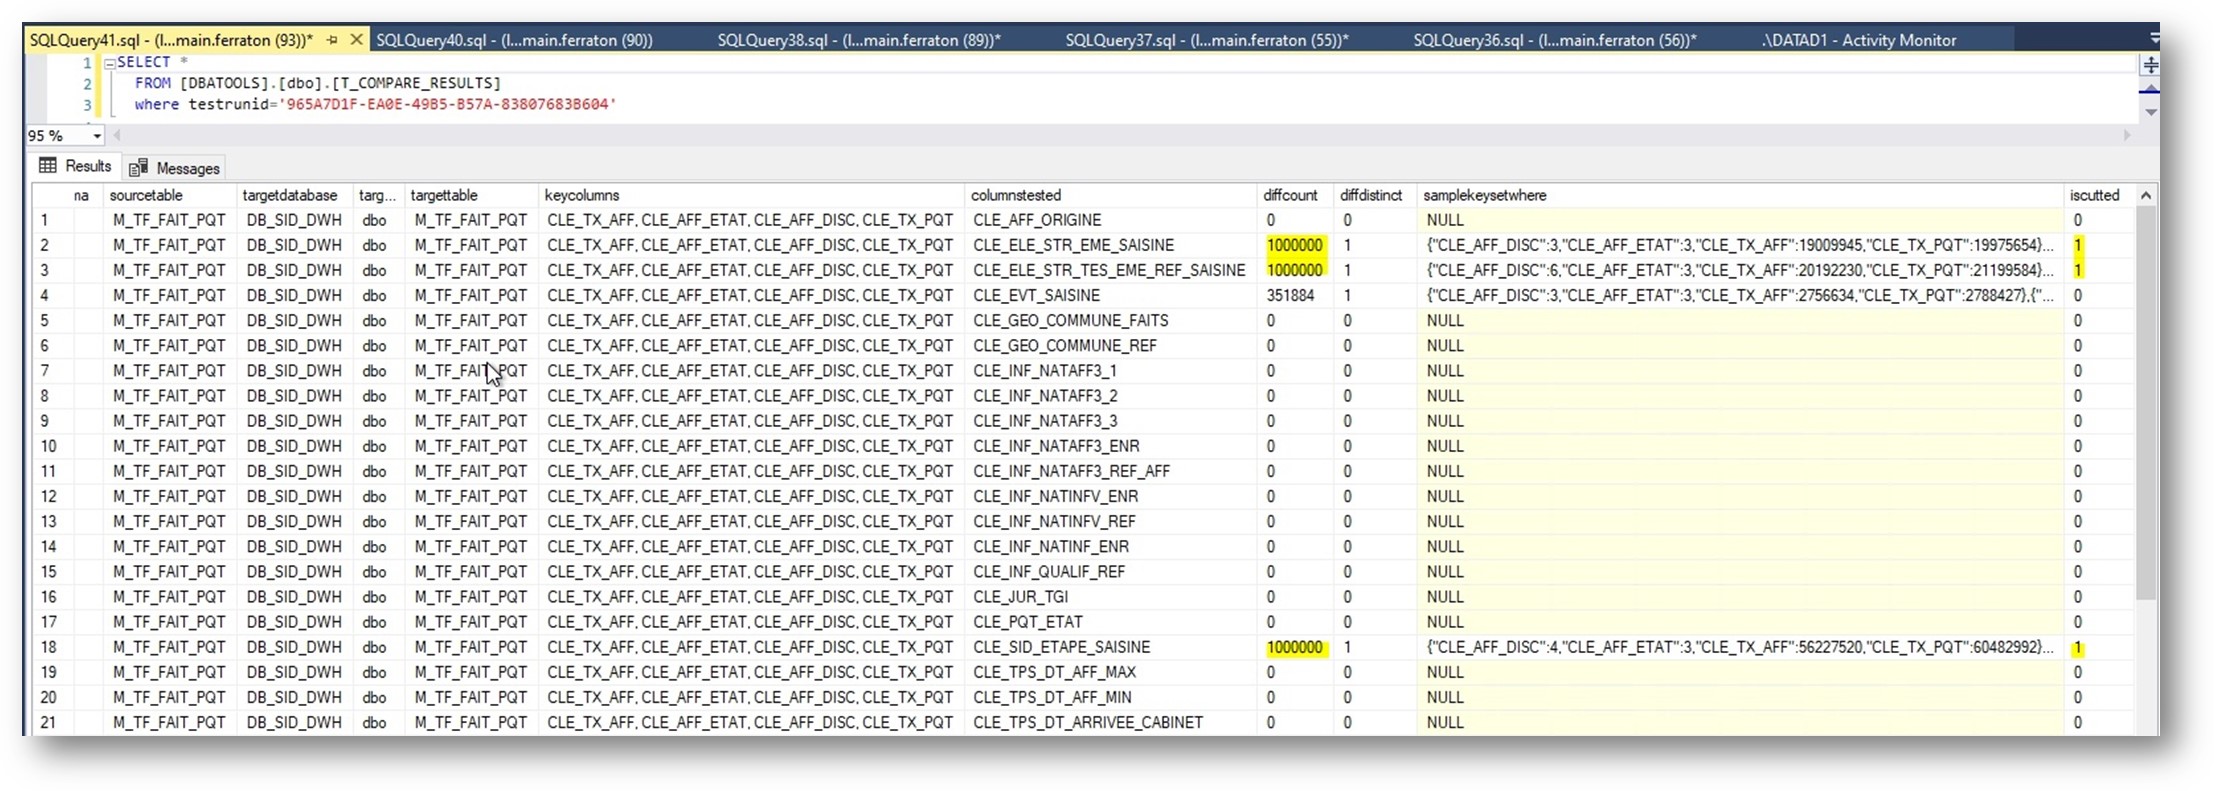 SQLQuery41.sql - (l...main.ferraton (93))* SQLQuery40.sql - (l...main.ferraton (90)) SQLQuery38.sql - (l...main.ferraton (89))* SQLQuery37.sql - (l...main.ferraton (55))* SQLQuery36.sql - (l...main.ferraton (56))* .\DATAD1 - Activity Monitor
1 SELECT *
2 FROM [DBATOOLS].[dbo].[T_COMPARE_RESULTS]
3 where testrunid='965A7D1F-EA0E-49B5-B57A-83807683B604'
95 %
Results Messages
na sourcetable targetdatabase targ... targettable keycolumns columnstested diffcount diffdistinct samplekeysetwhere iscutted
1 M_TF_FAIT_PQT DB_SID_DWH dbo M_TF_FAIT_PQT CLE_TX_AFF, CLE_AFF_ETAT, CLE_AFF_DISC, CLE_TX_PQT CLE_AFF_ORIGINE 0 0 NULL 0
2 M_TF_FAIT_PQT DB_SID_DWH dbo M_TF_FAIT_PQT CLE_TX_AFF, CLE_AFF_ETAT, CLE_AFF_DISC, CLE_TX_PQT CLE_ELE_STR_EME_SAISINE 1000000 1 {"CLE_AFF_DISC":3,"CLE_AFF_ETAT":3,"CLE_TX_AFF":19009945,"CLE_TX_PQT":19975654}... 1
3 M_TF_FAIT_PQT DB_SID_DWH dbo M_TF_FAIT_PQT CLE_TX_AFF, CLE_AFF_ETAT, CLE_AFF_DISC, CLE_TX_PQT CLE_ELE_STR_TES_EME_REF_SAISINE 1000000 1 {"CLE_AFF_DISC":6,"CLE_AFF_ETAT":3,"CLE_TX_AFF":20192230,"CLE_TX_PQT":21199584}... 1
4 M_TF_FAIT_PQT DB_SID_DWH dbo M_TF_FAIT_PQT CLE_TX_AFF, CLE_AFF_ETAT, CLE_AFF_DISC, CLE_TX_PQT CLE_EVT_SAISINE 351884 1 {"CLE_AFF_DISC":3,"CLE_AFF_ETAT":3,"CLE_TX_AFF":2756634,"CLE_TX_PQT":2788427},{"... 0
5 M_TF_FAIT_PQT DB_SID_DWH dbo M_TF_FAIT_PQT CLE_TX_AFF, CLE_AFF_ETAT, CLE_AFF_DISC, CLE_TX_PQT CLE_GEO_COMMUNE_FAITS 0 0 NULL 0
6 M_TF_FAIT_PQT DB_SID_DWH dbo M_TF_FAIT_PQT CLE_TX_AFF, CLE_AFF_ETAT, CLE_AFF_DISC, CLE_TX_PQT CLE_GEO_COMMUNE_REF 0 0 NULL 0
7 M_TF_FAIT_PQT DB_SID_DWH dbo M_TF_FAIT_PQT CLE_TX_AFF, CLE_AFF_ETAT, CLE_AFF_DISC, CLE_TX_PQT CLE_INF_NATAFF3_1 0 0 NULL 0
8 M_TF_FAIT_PQT DB_SID_DWH dbo M_TF_FAIT_PQT CLE_TX_AFF, CLE_AFF_ETAT, CLE_AFF_DISC, CLE_TX_PQT CLE_INF_NATAFF3_2 0 0 NULL 0
9 M_TF_FAIT_PQT DB_SID_DWH dbo M_TF_FAIT_PQT CLE_TX_AFF, CLE_AFF_ETAT, CLE_AFF_DISC, CLE_TX_PQT CLE_INF_NATAFF3_3 0 0 NULL 0
10 M_TF_FAIT_PQT DB_SID_DWH dbo M_TF_FAIT_PQT CLE_TX_AFF, CLE_AFF_ETAT, CLE_AFF_DISC, CLE_TX_PQT CLE_INF_NATAFF3_ENR 0 0 NULL 0
11 M_TF_FAIT_PQT DB_SID_DWH dbo M_TF_FAIT_PQT CLE_TX_AFF, CLE_AFF_ETAT, CLE_AFF_DISC, CLE_TX_PQT CLE_INF_NATAFF3_REF_AFF 0 0 NULL 0
12 M_TF_FAIT_PQT DB_SID_DWH dbo M_TF_FAIT_PQT CLE_TX_AFF, CLE_AFF_ETAT, CLE_AFF_DISC, CLE_TX_PQT CLE_INF_NATINFV_ENR 0 0 NULL 0
13 M_TF_FAIT_PQT DB_SID_DWH dbo M_TF_FAIT_PQT CLE_TX_AFF, CLE_AFF_ETAT, CLE_AFF_DISC, CLE_TX_PQT CLE_INF_NATINFV_REF 0 0 NULL 0
14 M_TF_FAIT_PQT DB_SID_DWH dbo M_TF_FAIT_PQT CLE_TX_AFF, CLE_AFF_ETAT, CLE_AFF_DISC, CLE_TX_PQT CLE_INF_NATINF_ENR 0 0 NULL 0
15 M_TF_FAIT_PQT DB_SID_DWH dbo M_TF_FAIT_PQT CLE_TX_AFF, CLE_AFF_ETAT, CLE_AFF_DISC, CLE_TX_PQT CLE_INF_QUALIF_REF 0 0 NULL 0
16 M_TF_FAIT_PQT DB_SID_DWH dbo M_TF_FAIT_PQT CLE_TX_AFF, CLE_AFF_ETAT, CLE_AFF_DISC, CLE_TX_PQT CLE_JUR_TGI 0 0 NULL 0
17 M_TF_FAIT_PQT DB_SID_DWH dbo M_TF_FAIT_PQT CLE_TX_AFF, CLE_AFF_ETAT, CLE_AFF_DISC, CLE_TX_PQT CLE_PQT_ETAT 0 0 NULL 0
18 M_TF_FAIT_PQT DB_SID_DWH dbo M_TF_FAIT_PQT CLE_TX_AFF, CLE_AFF_ETAT, CLE_AFF_DISC, CLE_TX_PQT CLE_SID_ETAPE_SAISINE 1000000 1 {"CLE_AFF_DISC":4,"CLE_AFF_ETAT":3,"CLE_TX_AFF":56227520,"CLE_TX_PQT":60482992}... 1
19 M_TF_FAIT_PQT DB_SID_DWH dbo M_TF_FAIT_PQT CLE_TX_AFF, CLE_AFF_ETAT, CLE_AFF_DISC, CLE_TX_PQT CLE_TPS_DT_AFF_MAX 0 0 NULL 0
20 M_TF_FAIT_PQT DB_SID_DWH dbo M_TF_FAIT_PQT CLE_TX_AFF, CLE_AFF_ETAT, CLE_AFF_DISC, CLE_TX_PQT CLE_TPS_DT_AFF_MIN 0 0 NULL 0
21 M_TF_FAIT_PQT DB_SID_DWH dbo M_TF_FAIT_PQT CLE_TX_AFF, CLE_AFF_ETAT, CLE_AFF_DISC, CLE_TX_PQT CLE_TPS_DT_ARRIVEE_CABINET 0 0 NULL 0